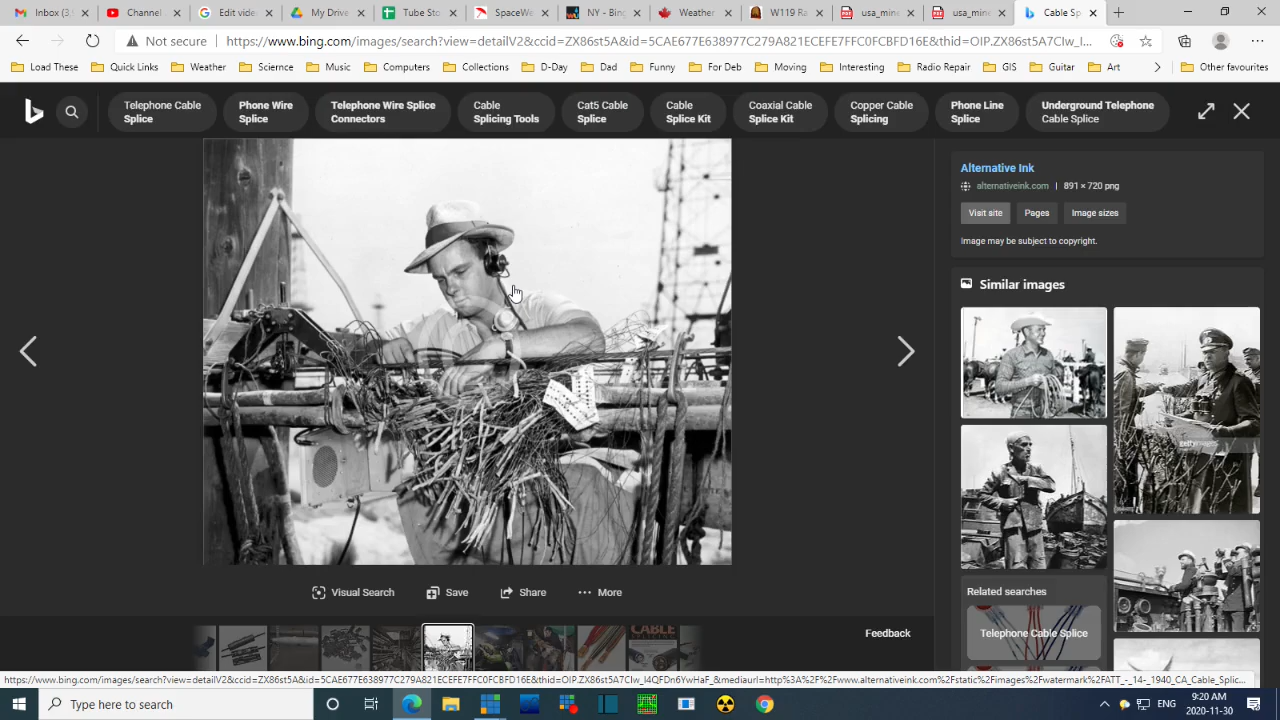 Inbox (3,9
Channel
Edit vide
My Drive
Tube Sto
SpaceWe
NY - Bing
Weather
W119 Ra
usa_mine
usa_mine
Cable Sp
Not secure
https://www.bing.com/images/search?view=detailV2&ccid=ZX86st5A&id=5CAE677E638977C279A821ECEFE7FFC0FCBFD16E&thid=OIP.ZX86st5A7CIw_I...
Load These
Quick Links
Weather
Science
Music
Computers
Collections
D-Day
Dad
Funny
For Deb
Moving
Interesting
Radio Repair
GIS
Guitar
Art
Other favourites
Telephone Cable
Splice
Phone Wire
Splice
Telephone Wire Splice
Connectors
Cable
Splicing Tools
Cat5 Cable
Splice
Cable
Splice Kit
Coaxial Cable
Splice Kit
Copper Cable
Splicing
Phone Line
Splice
Underground Telephone
Cable Splice
Alternative Ink
alternativeink.com | 891 × 720 png
Visit site
Pages
Image sizes
Image may be subject to copyright.
Similar images
gettyimages
Related searches
Telephone Cable Splice
Visual Search
Save
Share
More
Feedback
CABLE
https://www.bing.com/images/search?view=detailV2&ccid=ZX86st5A&id=5CAE677E638977C279A821ECEFE7FFC0FCBFD16E&thid=OIP.ZX86st5A7CIw_I4QFDn6YwHaF_&mediaurl=http%3A%2F%2Fwww.alternativeink.com%2Fstatic%2Fimages%2Fwatermark%2FATT_-_14-_1940_CA_Cable_Splic...
Type here to search
ENG
9:20 AM
2020-11-30